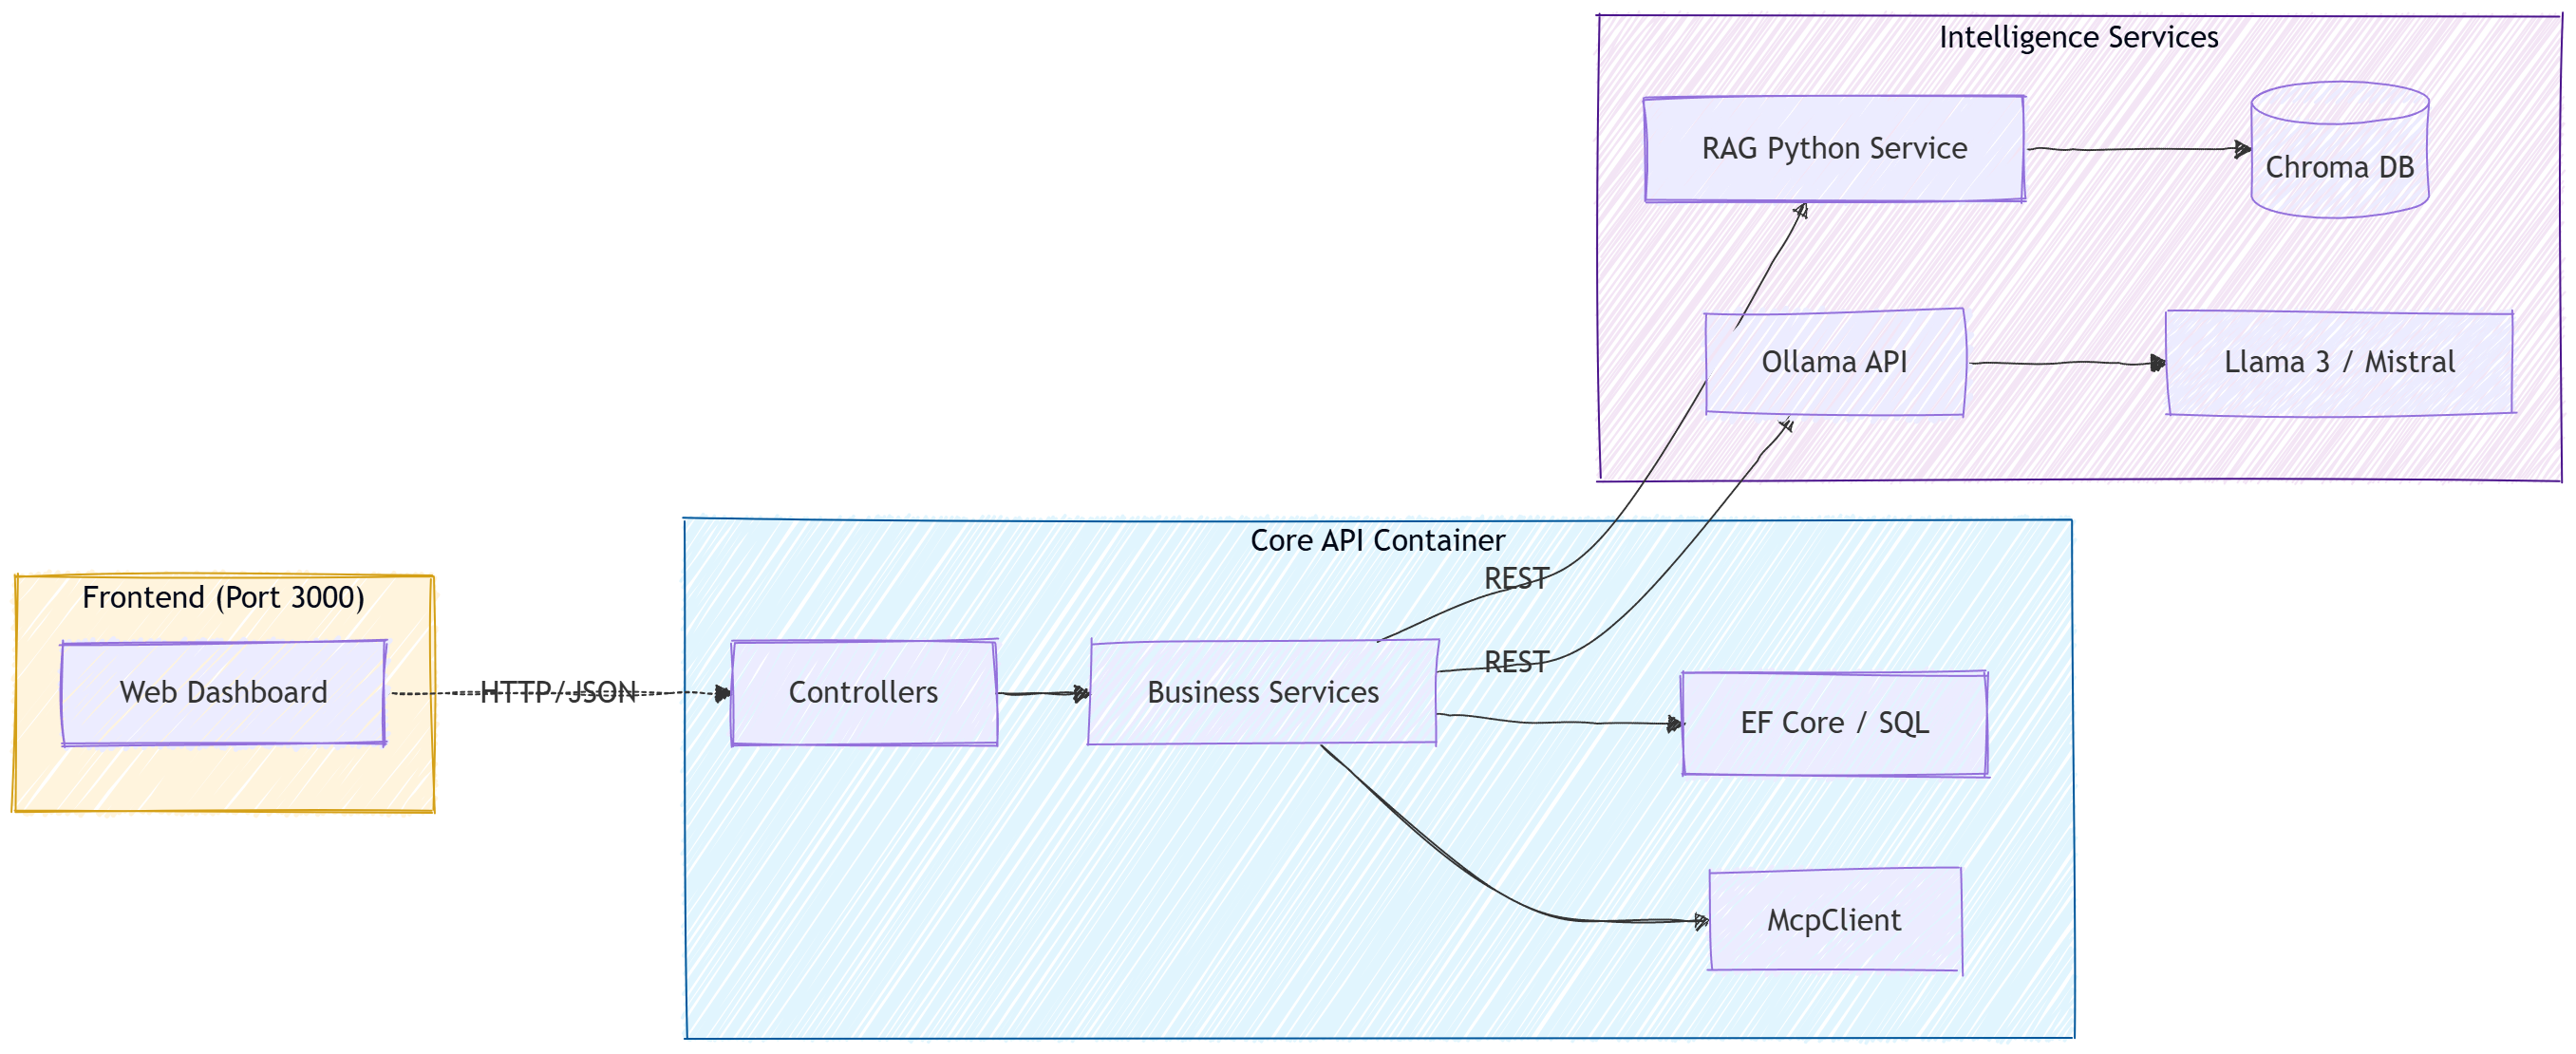 Intelligence Services
RAG Python Service
Chroma DB
Ollama API
Llama 3 / Mistral
Core API Container
REST
REST
Frontend (Port 3000)
Web Dashboard
HTTP/JSON
Controllers
Business Services
EF Core / SQL
McpClient